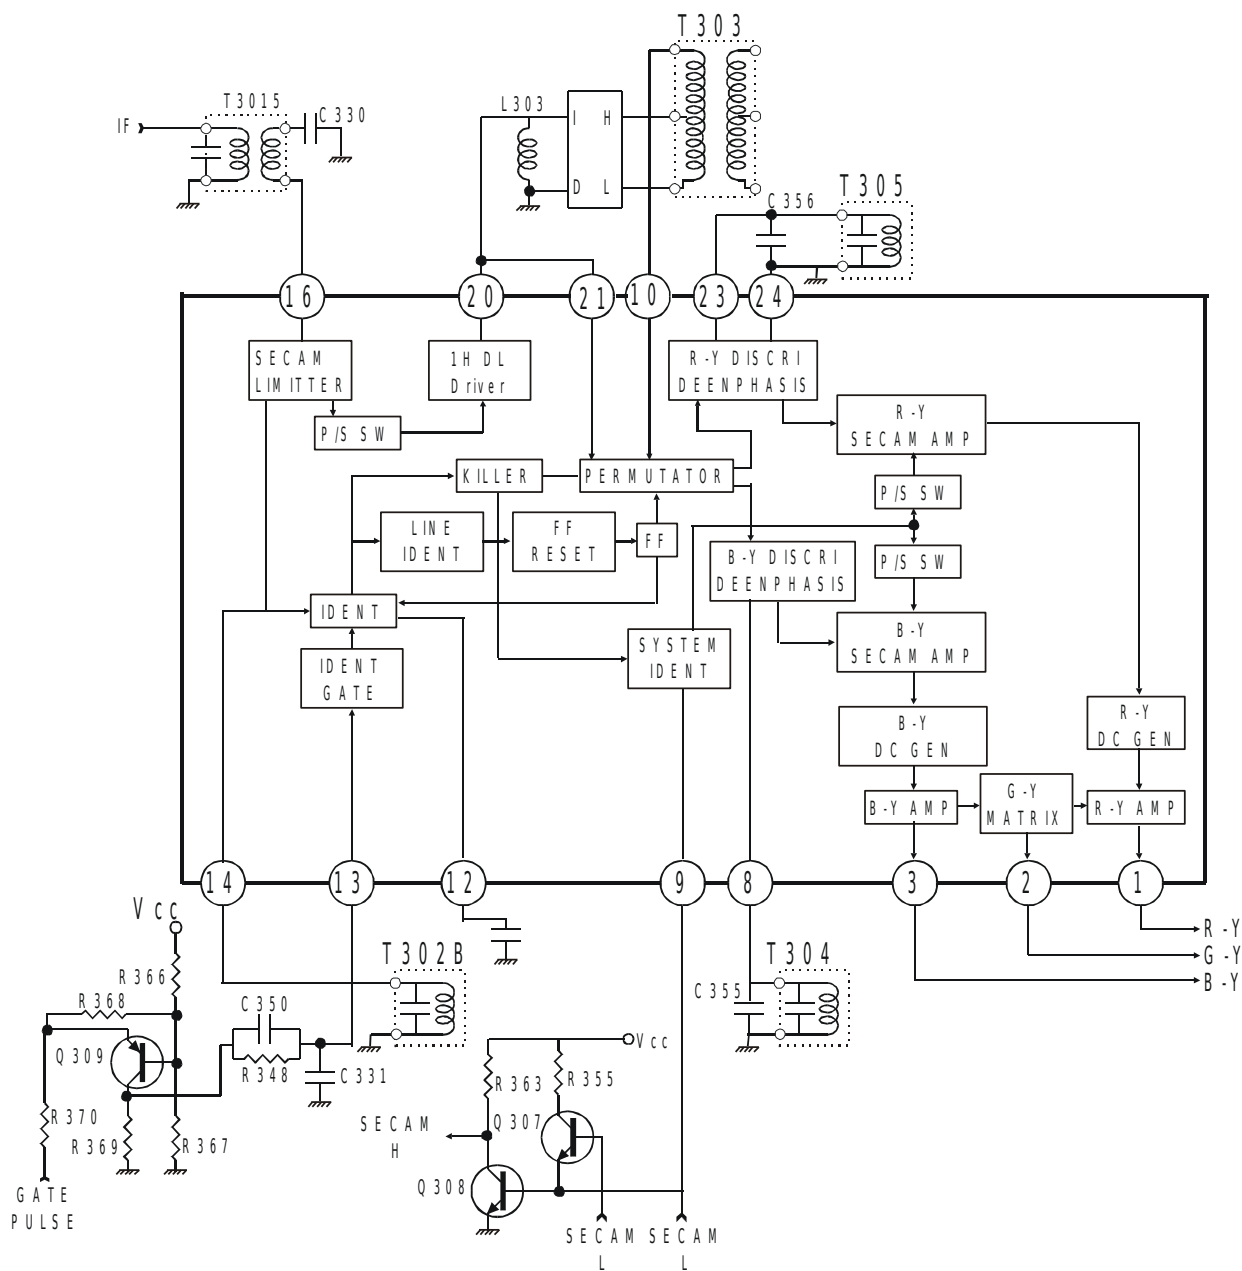 T303
T3015
C330
IF
L303
I H
D L
T305
C356
16
20
21
10
23
24
SECAM
LIMITTER
1H DL
Driver
R-Y DISCRI
DEENPHASIS
P/S SW
R-Y
SECAM AMP
KILLER
PERMUTATOR
P/S SW
LINE
IDENT
FF
RESET
FF
B-Y DISCRI
DEENPHASIS
P/S SW
IDENT
B-Y
SECAM AMP
SYSTEM
IDENT
IDENT
GATE
B-Y
DC GEN
R-Y
DC GEN
B-Y AMP
G-Y
MATRIX
R-Y AMP
14
13
12
9
8
3
2
1
Vcc
R-Y
G-Y
B-Y
T302B
T304
R366
R368
C350
C355
Q309
R348
C331
Vcc
R363
R355
R370
R369
R367
SECAM
H
Q307
Q308
GATE
PULSE
SECAM
L
SECAM
L